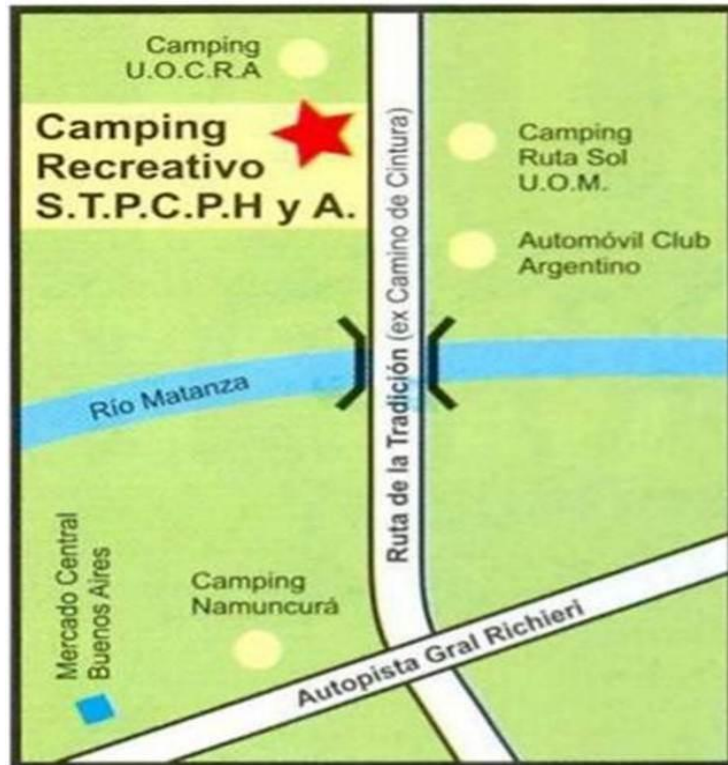 Camping
U.O.C.R.A
Camping
Recreativo
S.T.P.C.P.H y A.
Camping
Ruta Sol
U.O.M.
Automóvil Club
Argentino
Ruta de la Tradición (ex Camino de Cintura)
Río Matanza
Mercado Central
Buenos Aires
Camping
Namuncurá
Autopista Gral Richieri